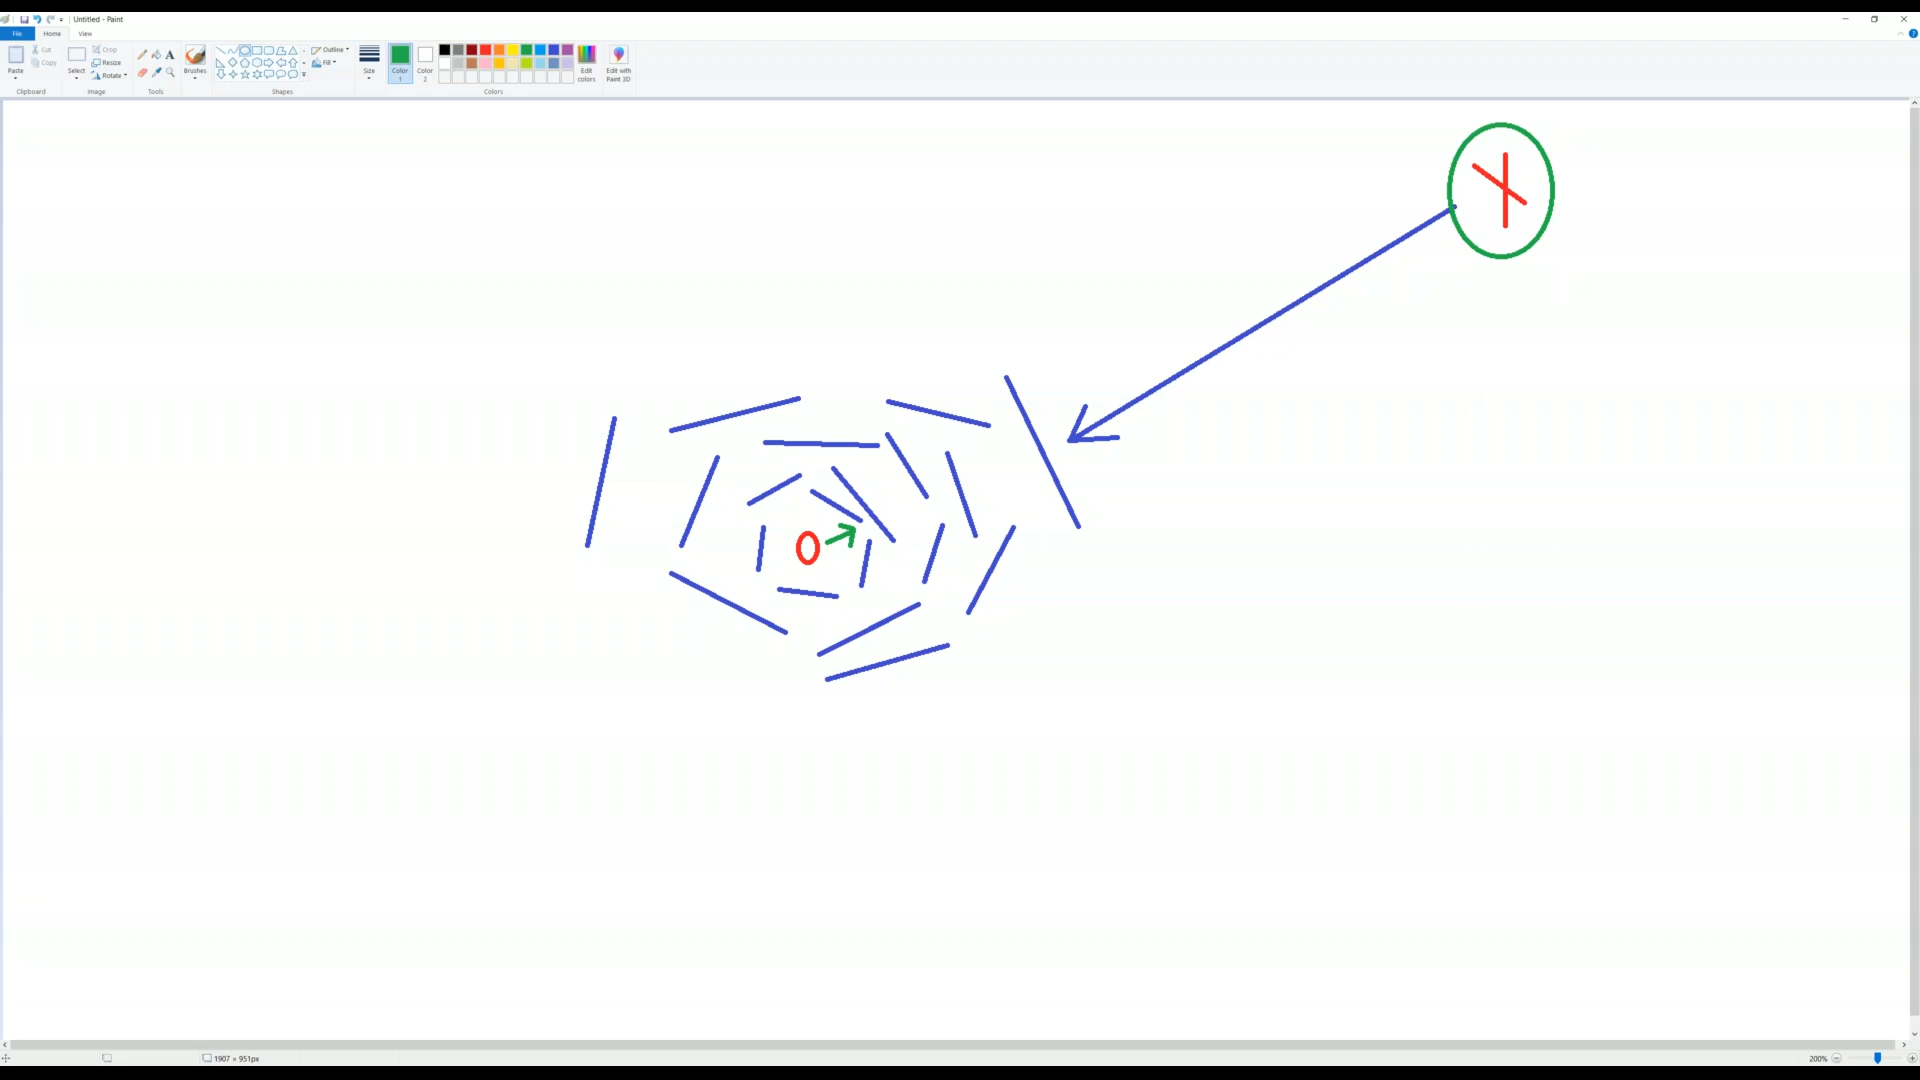 Untitled - Paint
File Home View
Paste
Cut
Copy
Clipboard
Select
Crop
Resize
Rotate
Image
A
Tools
Brushes
Outline
Fill
Shapes
Size
Color 1
Color 2
Edit colors
Colors
Edit with Paint 3D
1907 × 951px
200%